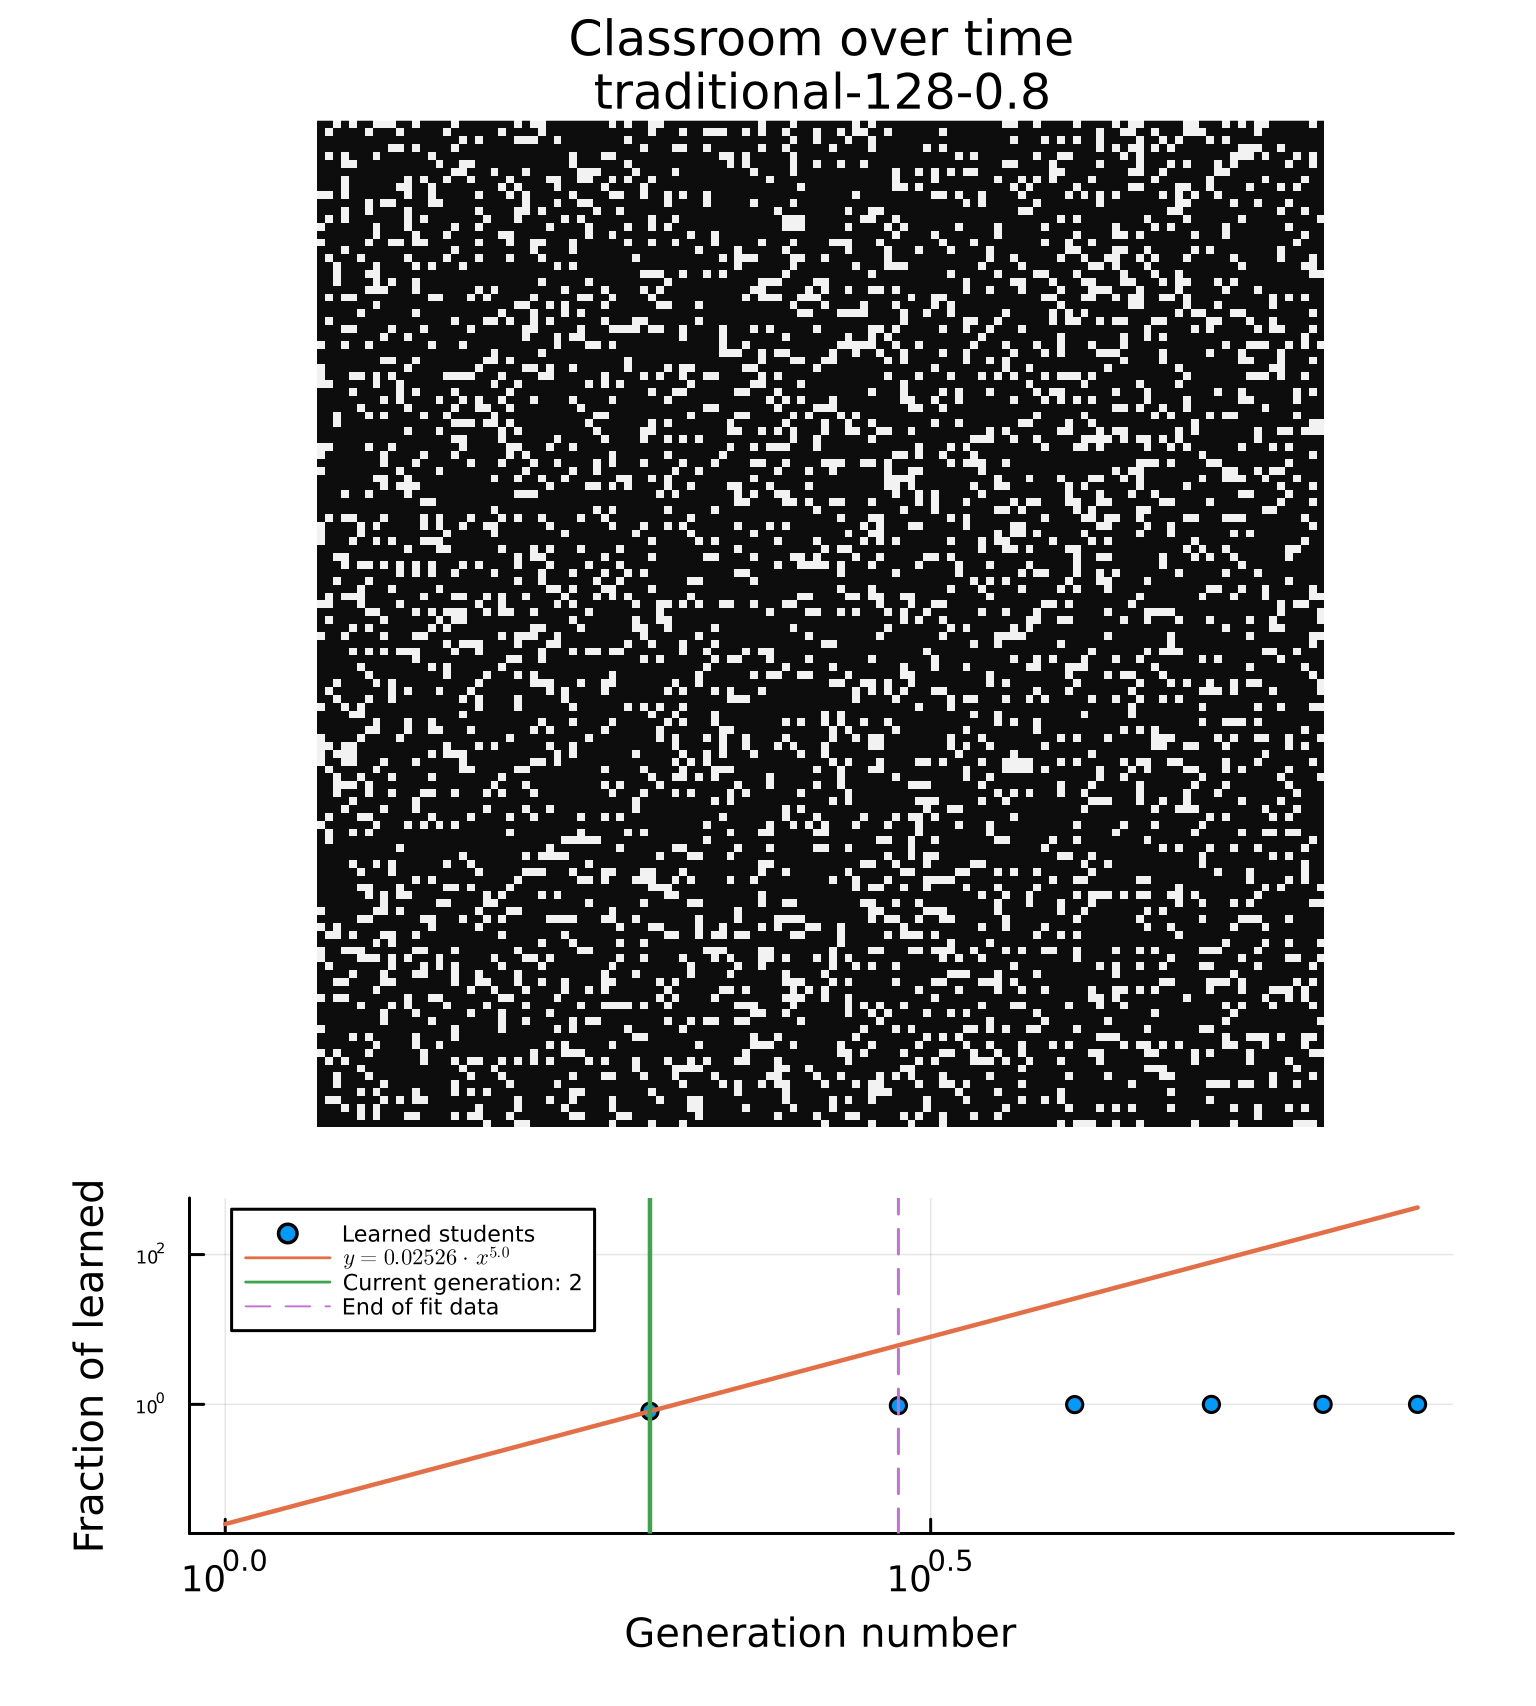 Classroom over time
traditional-128-0.8
Fraction of learned
10^2
10^0
Learned students
y = 0.02526 · x^5.0
Current generation: 2
End of fit data
10^0.0
10^0.5
Generation number